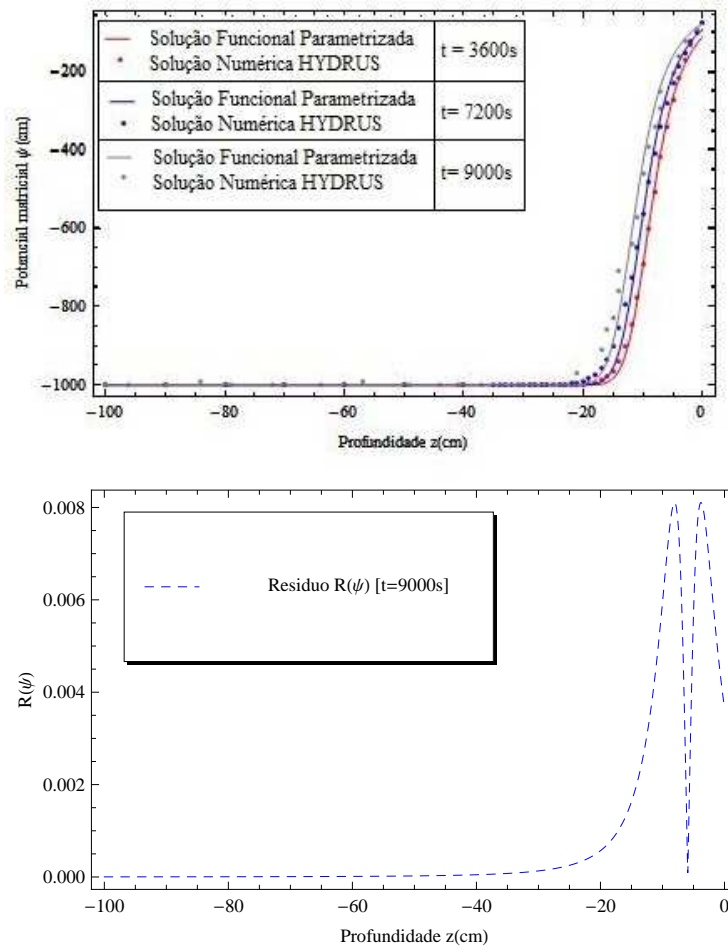 Solução Funcional Parametrizada
Solução Numérica HYDRUS
t = 3600s
Solução Funcional Parametrizada
Solução Numérica HYDRUS
t= 7200s
Solução Funcional Parametrizada
Solução Numérica HYDRUS
t= 9000s
Potencial matricial ψ (cm)
−200
−400
−600
−800
−1000
−100
−80
−60
−40
−20
0
Profundidade z(cm)
Residuo R(ψ) [t=9000s]
R(ψ)
0.008
0.006
0.004
0.002
0.000
−100
−80
−60
−40
−20
0
Profundidade z(cm)